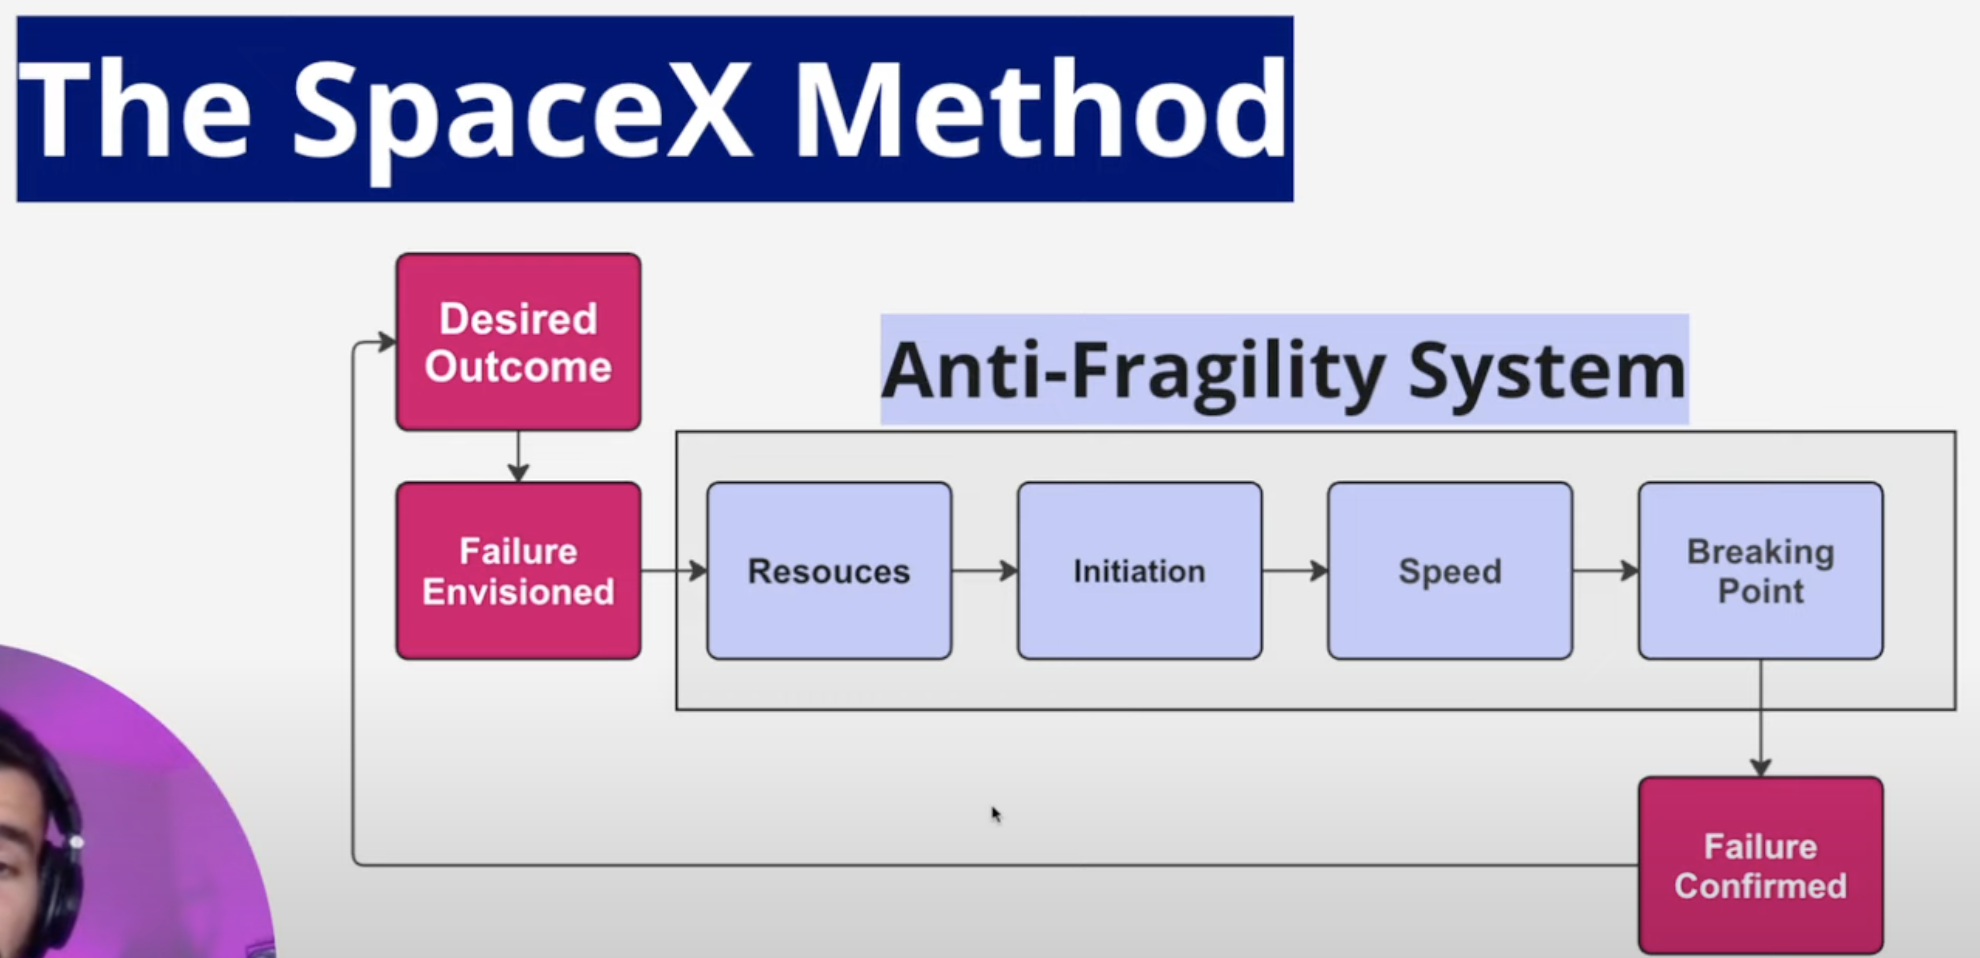 The SpaceX Method
Desired
Outcome
Anti-Fragility System
Failure
Envisioned
Resouces
Initiation
Speed
Breaking
Point
Failure
Confirmed